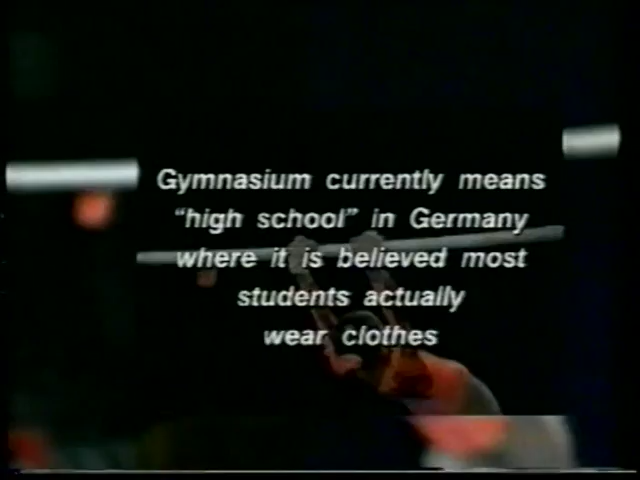 Gymnasium currently means
“high school” in Germany
where it is believed most
students actually
wear clothes